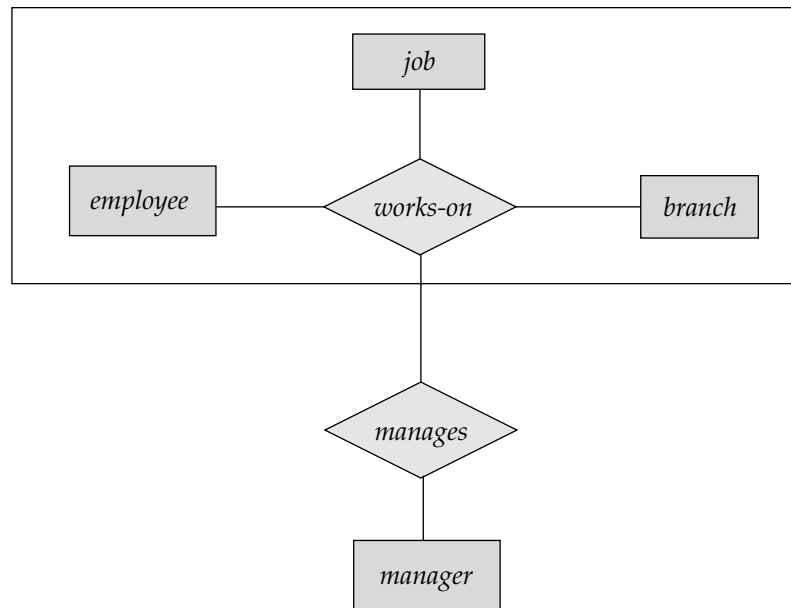 job
employee
works-on
branch
manages
manager